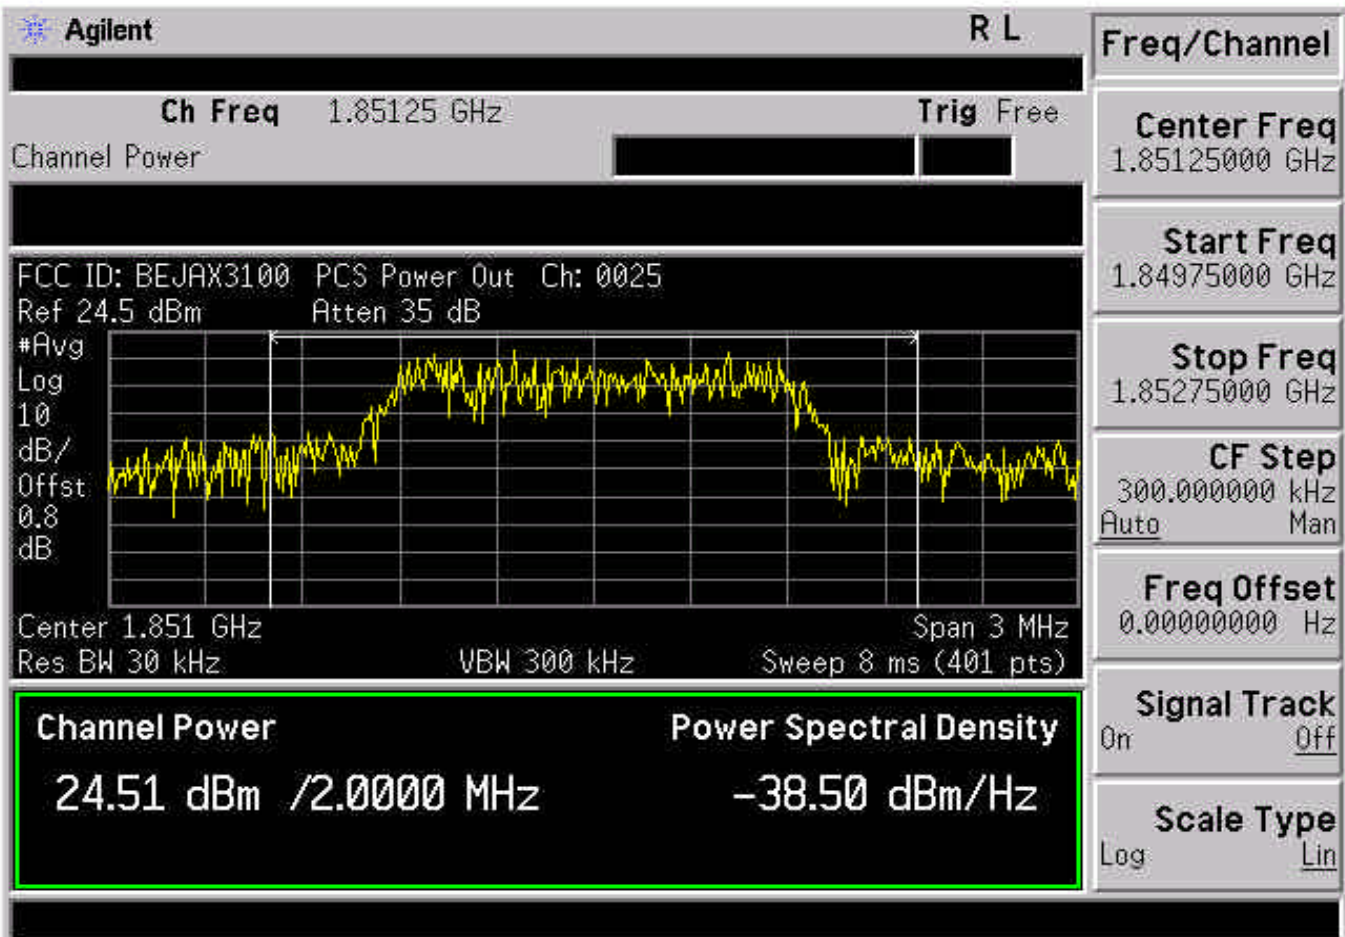 Agilent R L
Ch Freq 1.85125 GHz Trig Free
Channel Power
FCC ID: BEJAX3100 PCS Power Out Ch: 0025
Ref 24.5 dBm Atten 35 dB
#Avg
Log
10
dB/
Offst
0.8
dB
Center 1.851 GHz Span 3 MHz
Res BW 30 kHz VBW 300 kHz Sweep 8 ms (401 pts)
Channel Power Power Spectral Density
24.51 dBm /2.0000 MHz -38.50 dBm/Hz
Freq/Channel
Center Freq
1.85125000 GHz
Start Freq
1.84975000 GHz
Stop Freq
1.85275000 GHz
CF Step
300.000000 kHz
Auto Man
Freq Offset
0.00000000 Hz
Signal Track
On Off
Scale Type
Log Lin